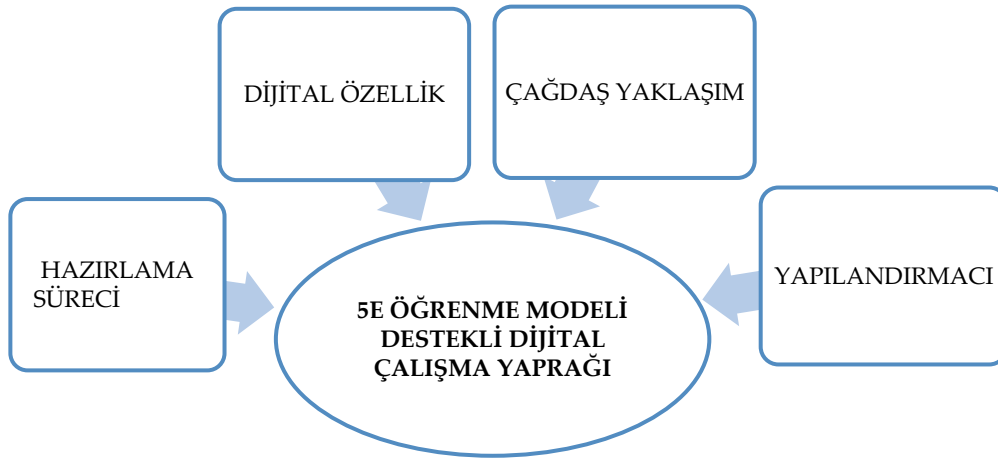 DİJİTAL ÖZELLİK
ÇAĞDAŞ YAKLAŞIM
HAZIRLAMA
SÜRECİ
YAPILANDIRMACI
5E ÖĞRENME MODELİ
DESTEKLİ DİJİTAL
ÇALIŞMA YAPRAĞI